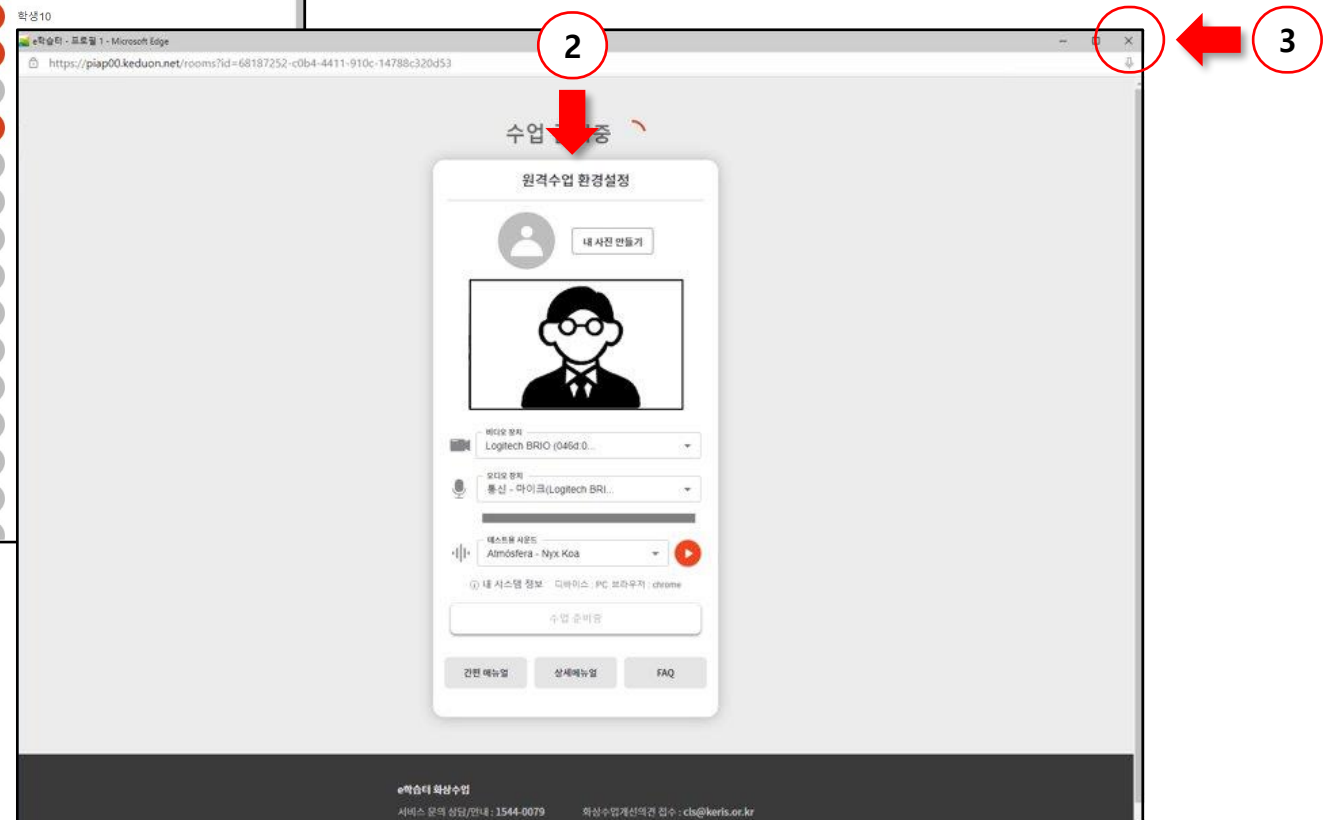 학생10
e학습터 - 프로필 1 - Microsoft Edge
https://piap00.keduon.net/rooms?id=68187252-c0b4-4411-910c-14788c320d53
2
3
수업 중
원격수업 환경설정
내 사진 만들기
비디오 장치
Logitech BRIO (046d:0...
오디오 장치
통신 - 마이크(Logitech BRI...
테스트용 사운드
Atmósfera - Nyx Koa
내 시스템 정보 디바이스 : PC 브라우저 : chrome
수업 준비중
간편 메뉴얼 상세메뉴얼 FAQ
e학습터 화상수업
서비스 문의 상담/안내 : 1544-0079 화상수업개선의견 접수 : cls@keris.or.kr